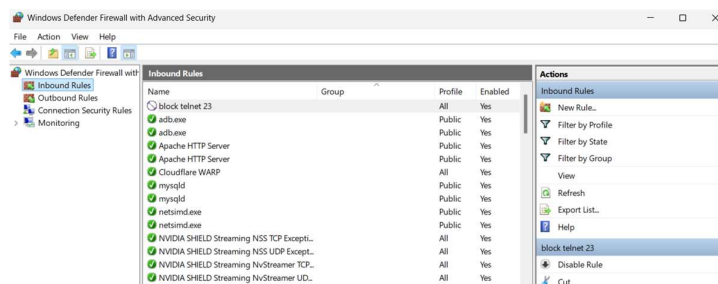 Windows Defender Firewall with Advanced Security
File Action View Help
Windows Defender Firewall with
Inbound Rules
Outbound Rules
Connection Security Rules
Monitoring
Inbound Rules
Name Group Profile Enabled
block telnet 23 All Yes
adb.exe Public Yes
adb.exe Public Yes
Apache HTTP Server Public Yes
Apache HTTP Server Public Yes
Cloudflare WARP All Yes
mysqld Public Yes
mysqld Public Yes
netsimd.exe Public Yes
netsimd.exe Public Yes
NVIDIA SHIELD Streaming NSS TCP Excepti... All Yes
NVIDIA SHIELD Streaming NSS UDP Except... All Yes
NVIDIA SHIELD Streaming NvStreamer TCP... All Yes
NVIDIA SHIELD Streaming NvStreamer UD... All Yes
Actions
Inbound Rules
New Rule...
Filter by Profile
Filter by State
Filter by Group
View
Refresh
Export List...
Help
block telnet 23
Disable Rule
Cut